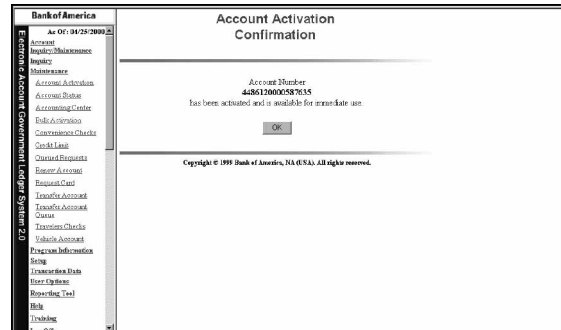 Bank of America
As Of: 04/25/2000
Account Inquiry/Maintenance
Inquiry
Maintenance
Account Activation
Account Status
Accounting Center
Bulk Activation
Convenience Checks
Credit Limit
Queued Requests
Renew Account
Request Card
Transfer Account
Transfer Account
Queue
Travelers Checks
Vehicle Account
Program Information
Setup
Transaction Data
User Options
Reporting Tool
Help
Training
Log Off
Electronic Account Government Ledger System 2.0
Account Activation
Confirmation
Account Number
4486120000587635
has been activated and is available for immediate use.
OK
Copyright © 1999 Bank of America, NA (USA). All rights reserved.